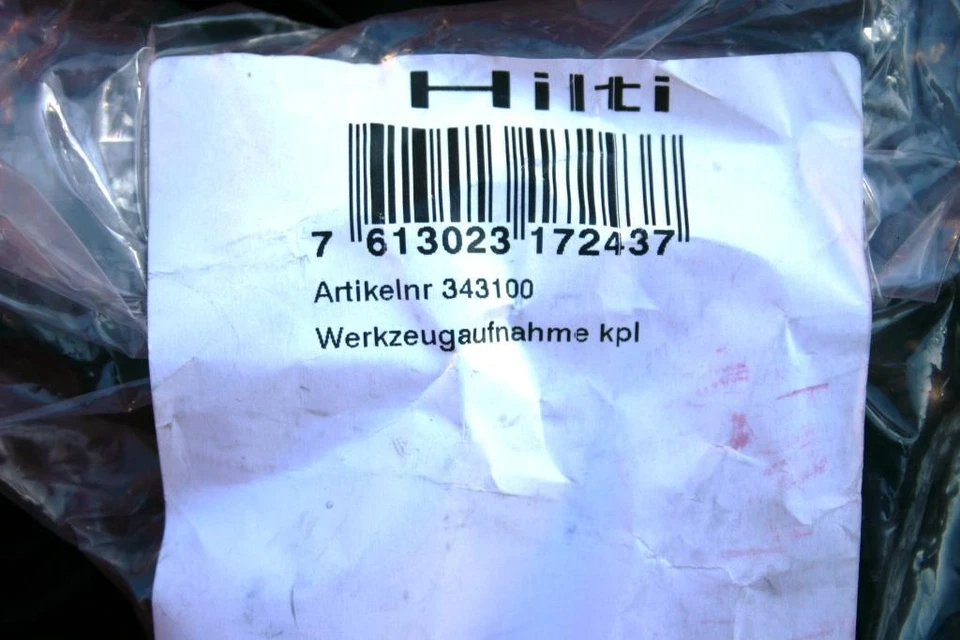 Hilti
7 613023 172437
Artikelnr 343100
Werkzeugaufnahme kpl